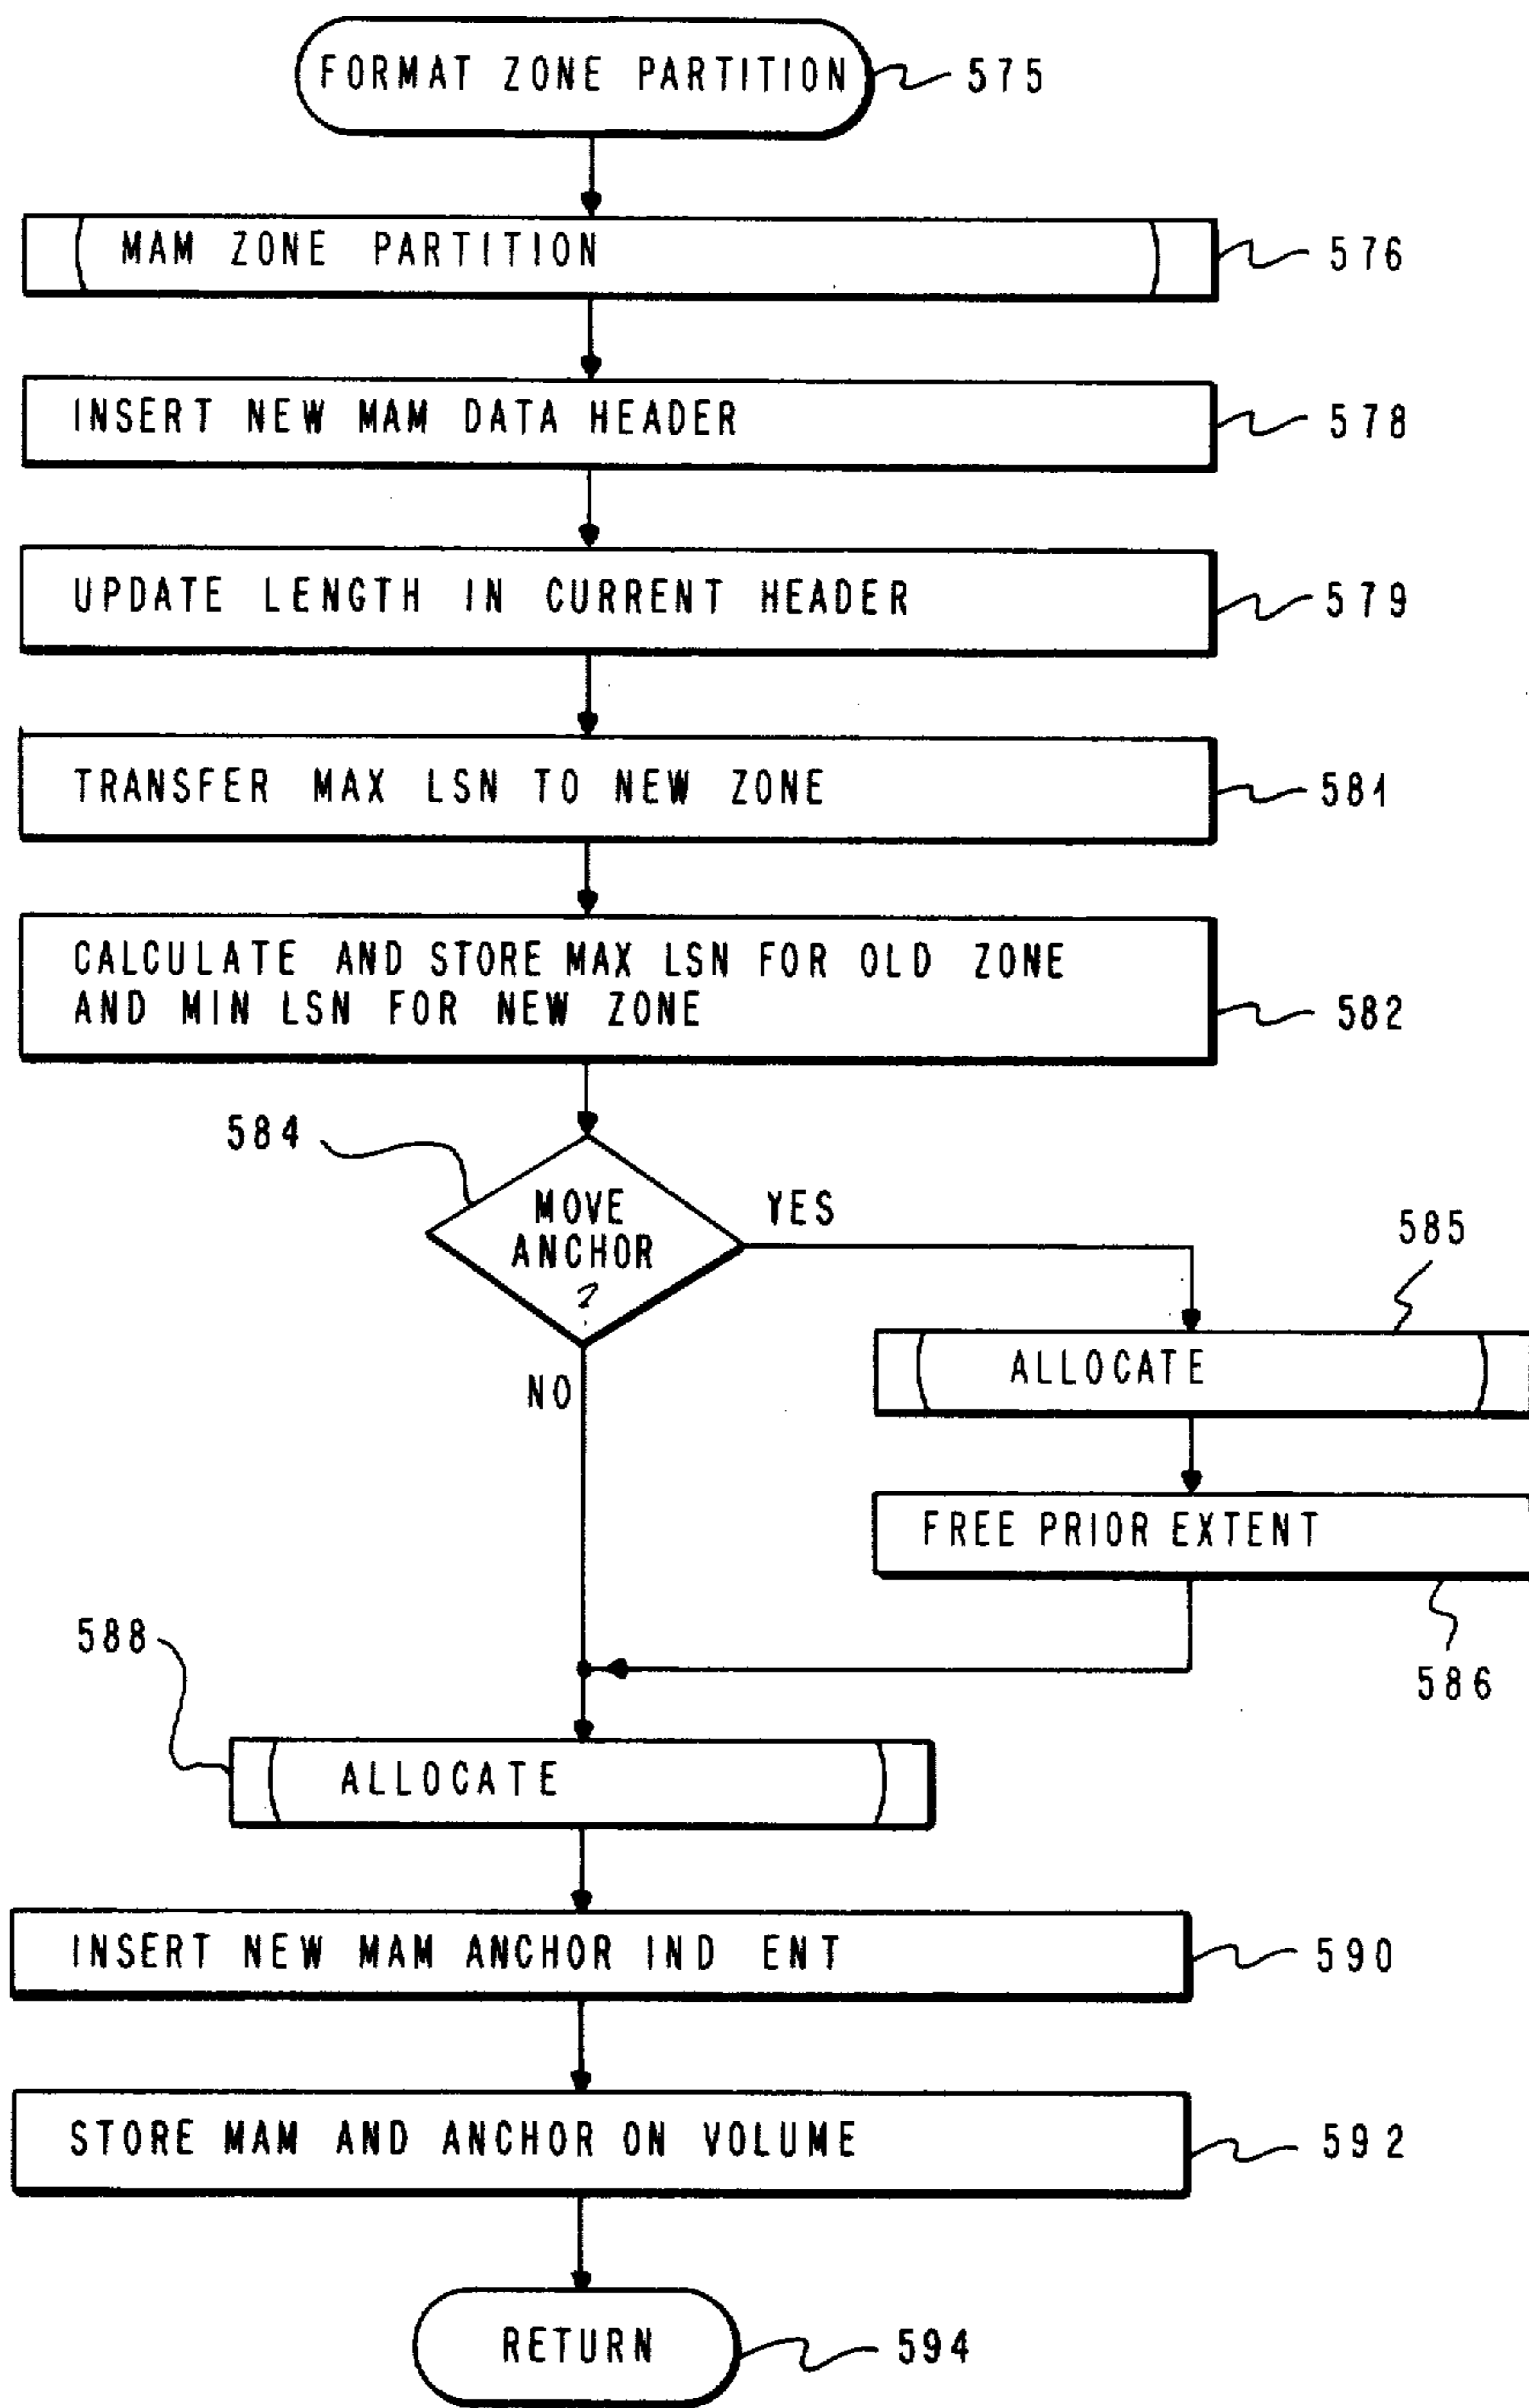 FORMAT ZONE PARTITION 575
MAM ZONE PARTITION 576
INSERT NEW MAM DATA HEADER 578
UPDATE LENGTH IN CURRENT HEADER 579
TRANSFER MAX LSN TO NEW ZONE 581
CALCULATE AND STORE MAX LSN FOR OLD ZONE
AND MIN LSN FOR NEW ZONE 582
584
MOVE
ANCHOR
?
YES
NO
585
ALLOCATE
FREE PRIOR EXTENT
586
588
ALLOCATE
INSERT NEW MAM ANCHOR IND ENT 590
STORE MAM AND ANCHOR ON VOLUME 592
RETURN 594